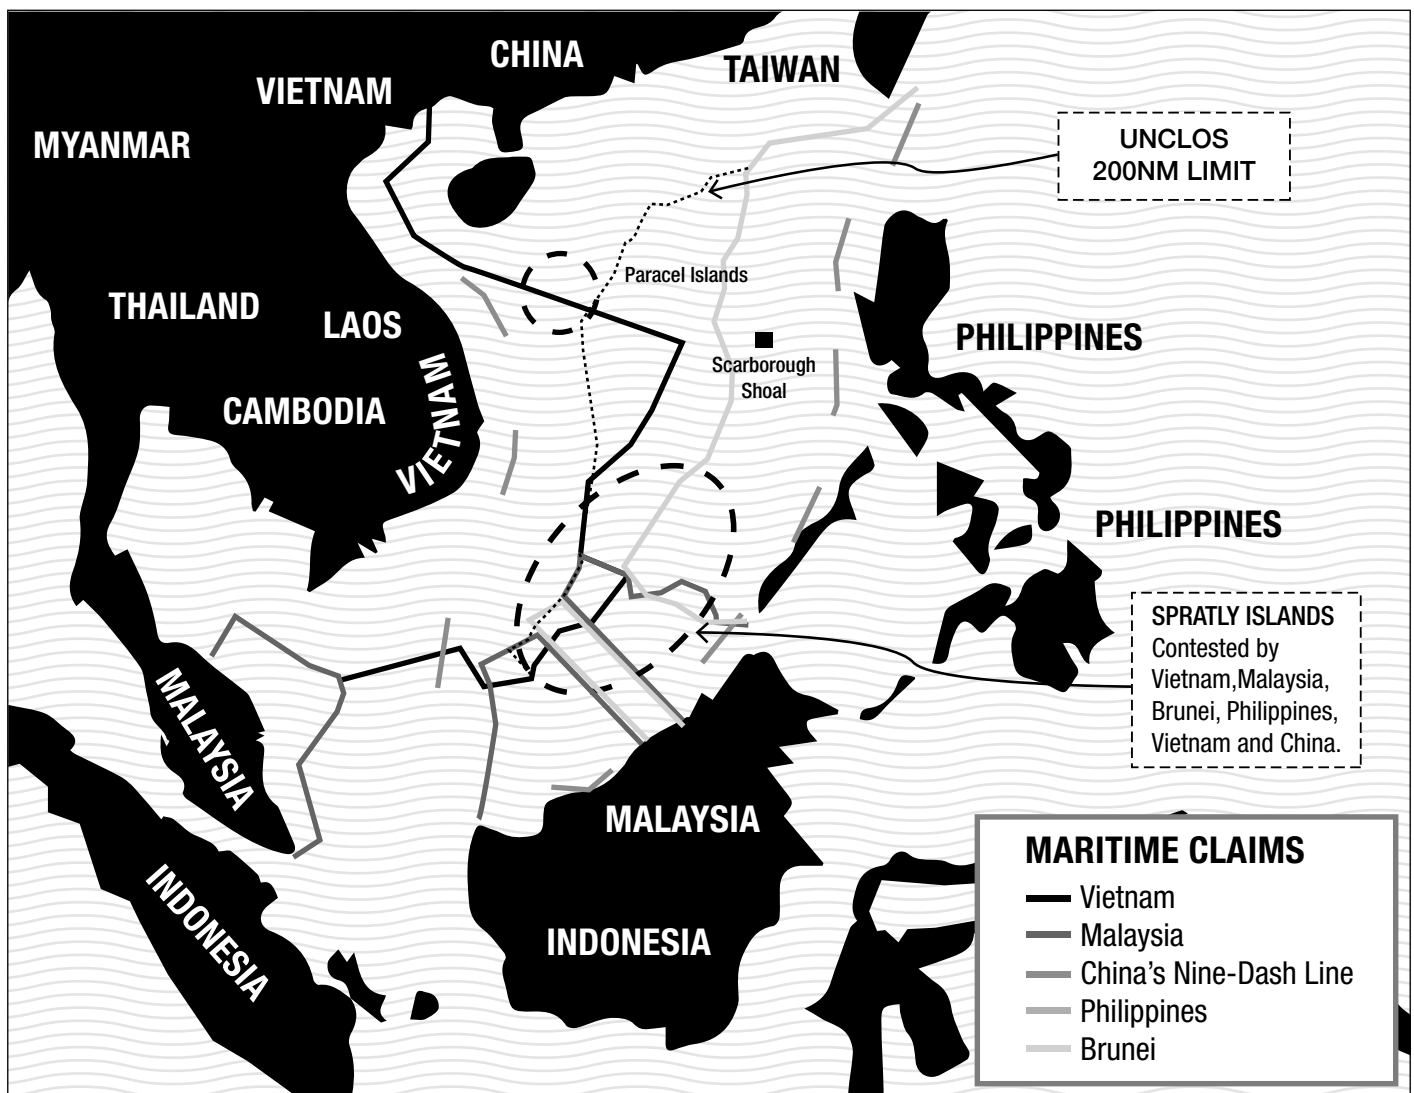 CHINA
TAIWAN
VIETNAM
MYANMAR
UNCLOS
200NM LIMIT
Paracel Islands
THAILAND
LAOS
PHILIPPINES
Scarborough
Shoal
VIETNAM
CAMBODIA
PHILIPPINES
SPRATLY ISLANDS
Contested by
Vietnam,Malaysia,
Brunei, Philippines,
Vietnam and China.
MALAYSIA
MALAYSIA
INDONESIA
INDONESIA
MARITIME CLAIMS
Vietnam
Malaysia
China’s Nine-Dash Line
Philippines
Brunei